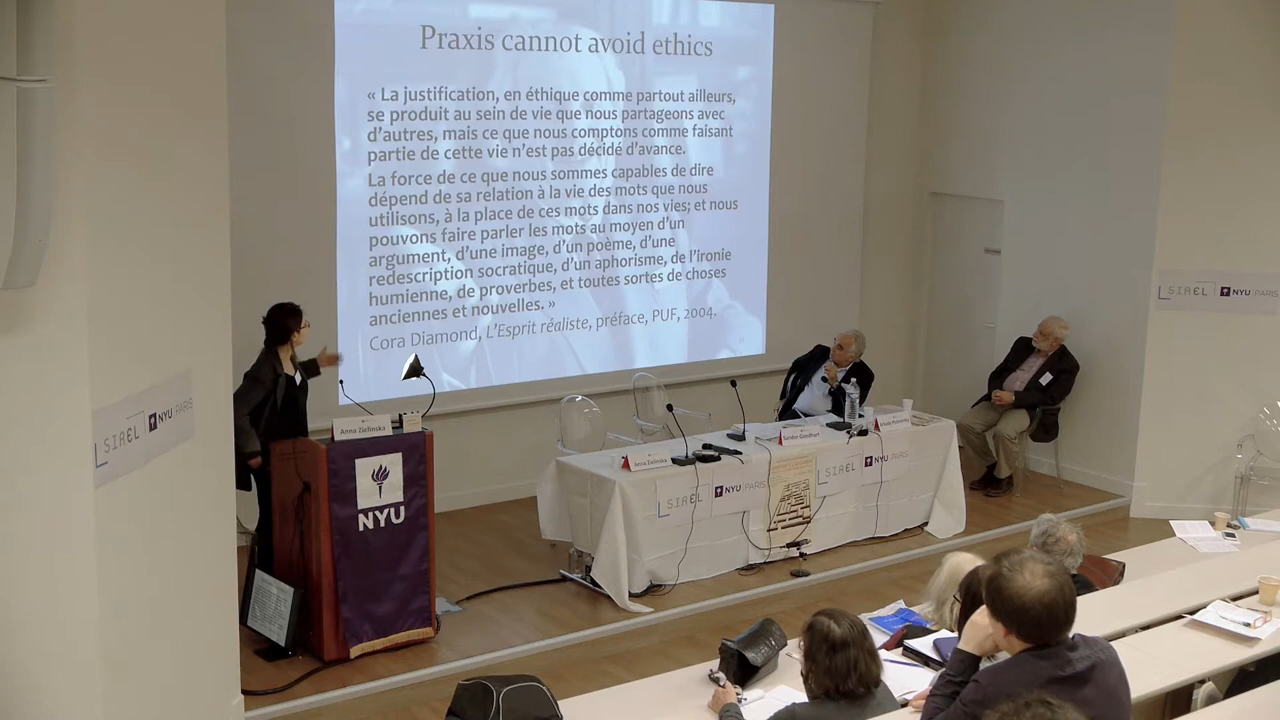 Praxis cannot avoid ethics
« La justification, en éthique comme partout ailleurs,
se produit au sein de vie que nous partageons avec
d'autres, mais ce que nous comptons comme faisant
partie de cette vie n'est pas décidé d'avance.
La force de ce que nous sommes capables de dire
dépend de sa relation à la vie des mots que nous
utilisons, à la place de ces mots dans nos vies; et nous
pouvons faire parler les mots au moyen d'un
argument, d'une image, d'un poème, d'une
redescription socratique, d'un aphorisme, de l'ironie
humienne, de proverbes, et toutes sortes de choses
anciennes et nouvelles. »
Cora Diamond, L'Esprit réaliste, préface, PUF, 2004.
SIREL NYU PARIS
SIREL NYU PARIS
Anna Zielinska
NYU
Anna Zielinska
Sandor Goodhart
SIREL NYU PARIS
SIREL NYU PARIS